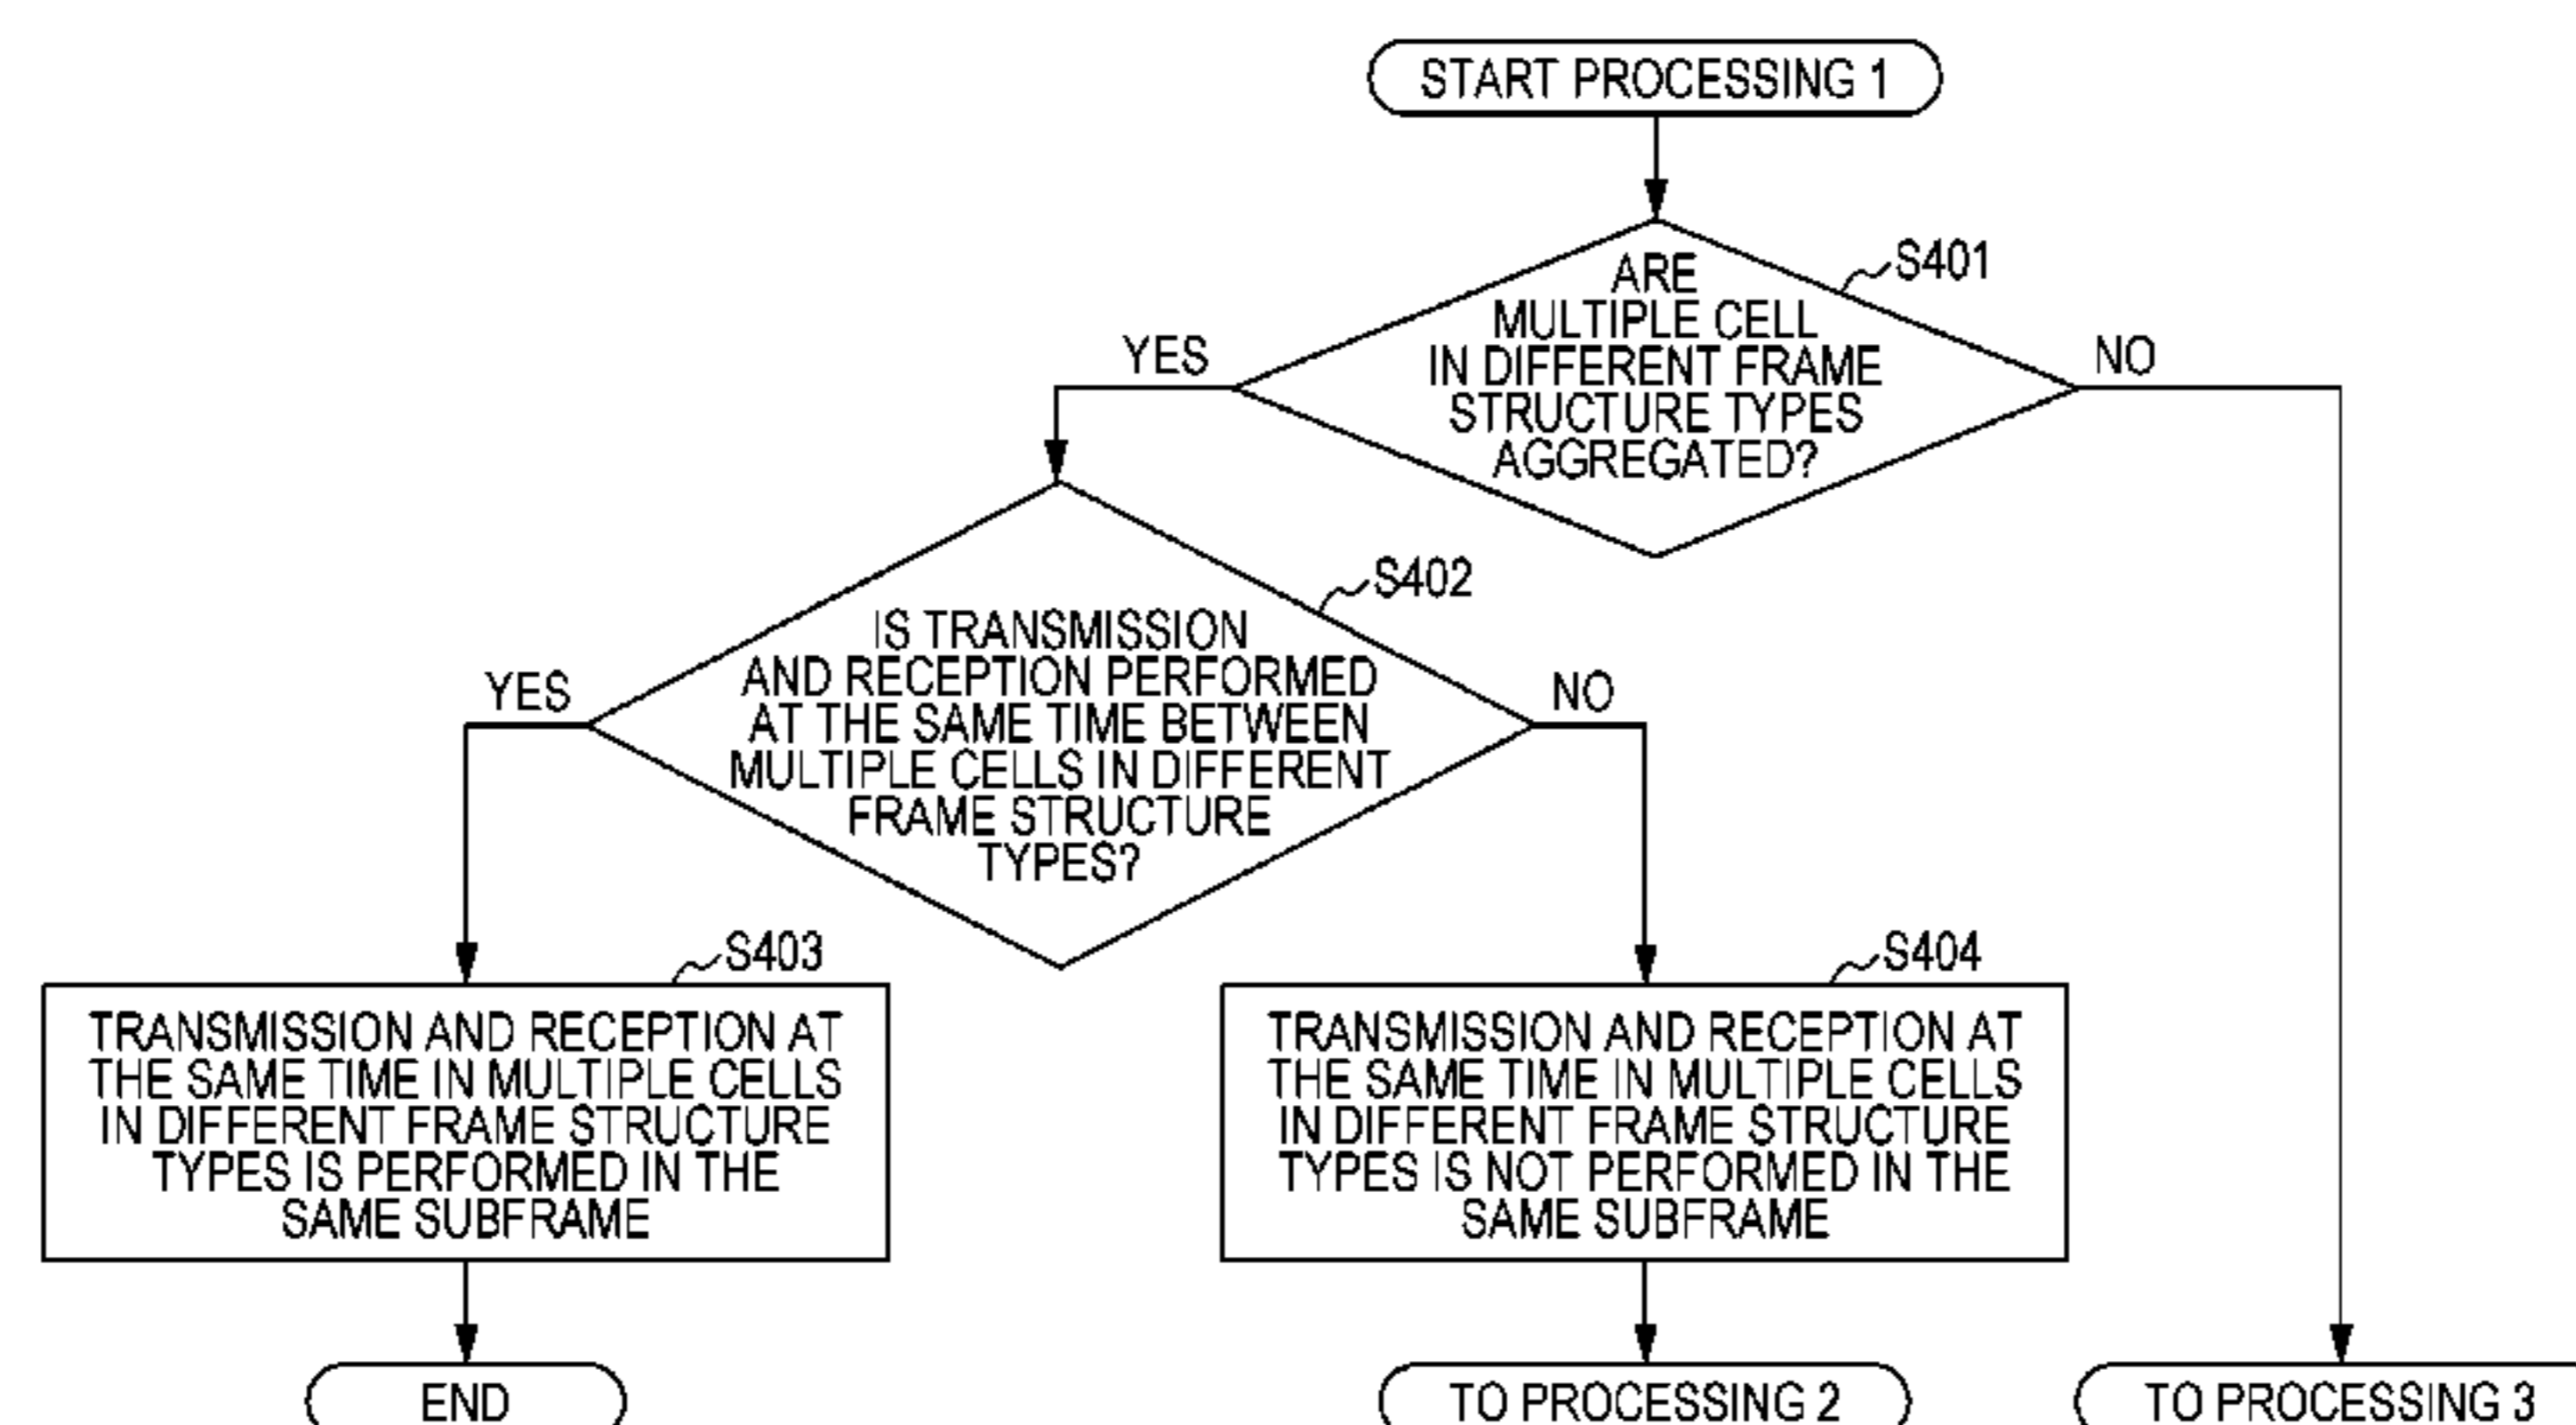 START PROCESSING 1
S401
ARE
MULTIPLE CELL
IN DIFFERENT FRAME
STRUCTURE TYPES
AGGREGATED?
YES
NO
S402
IS TRANSMISSION
AND RECEPTION PERFORMED
AT THE SAME TIME BETWEEN
MULTIPLE CELLS IN DIFFERENT
FRAME STRUCTURE
TYPES?
YES
NO
S403
TRANSMISSION AND RECEPTION AT
THE SAME TIME IN MULTIPLE CELLS
IN DIFFERENT FRAME STRUCTURE
TYPES IS PERFORMED IN THE
SAME SUBFRAME
S404
TRANSMISSION AND RECEPTION AT
THE SAME TIME IN MULTIPLE CELLS
IN DIFFERENT FRAME STRUCTURE
TYPES IS NOT PERFORMED IN THE
SAME SUBFRAME
END
TO PROCESSING 2
TO PROCESSING 3